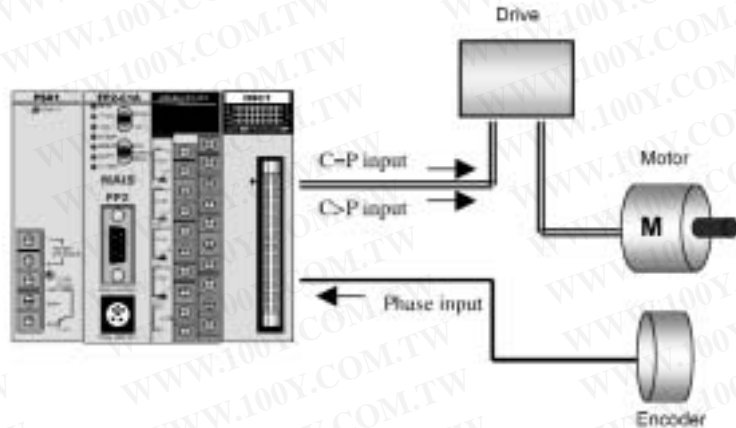 Drive
C=P input
C>P input
Motor
M
Phase input
Encoder
NAIS
FP2
WWW.100Y.COM.TW